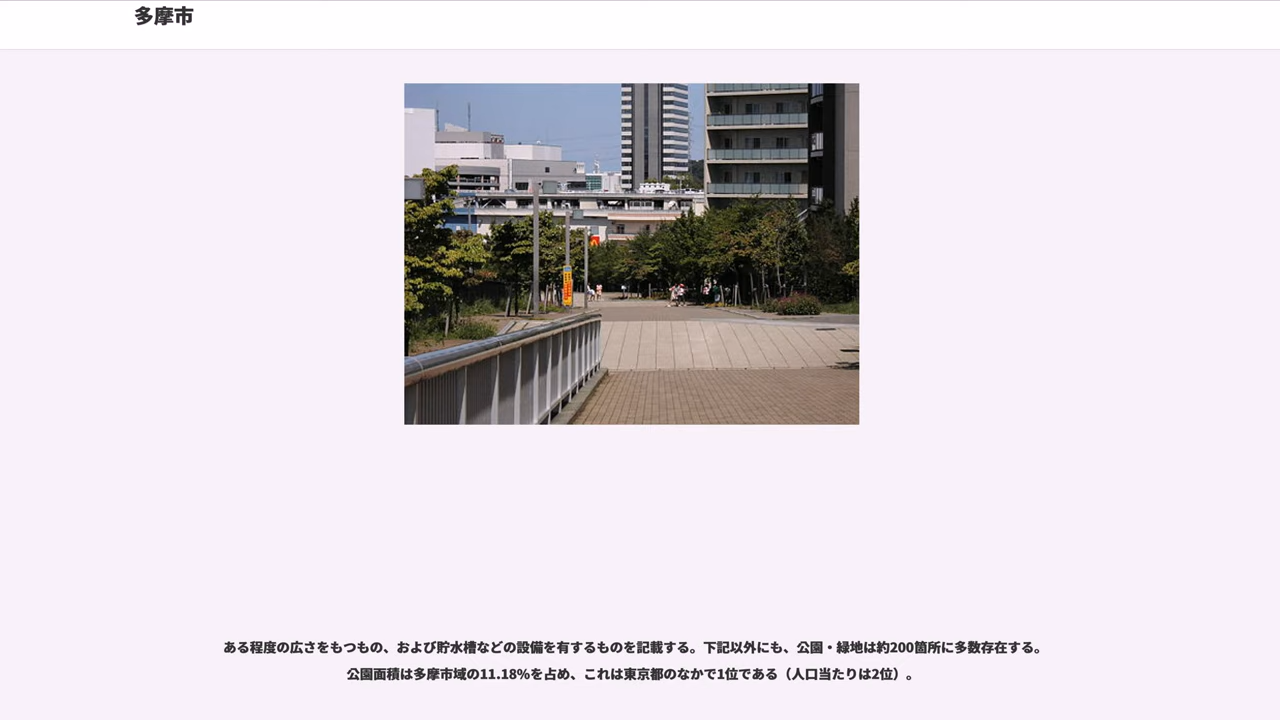 多摩市
ある程度の広さをもつもの、および貯水槽などの設備を有するものを記載する。下記以外にも、公園・緑地は約200箇所に多数存在する。
公園面積は多摩市域の11.18%を占め、これは東京都のなかで1位である（人口当たりは2位）。